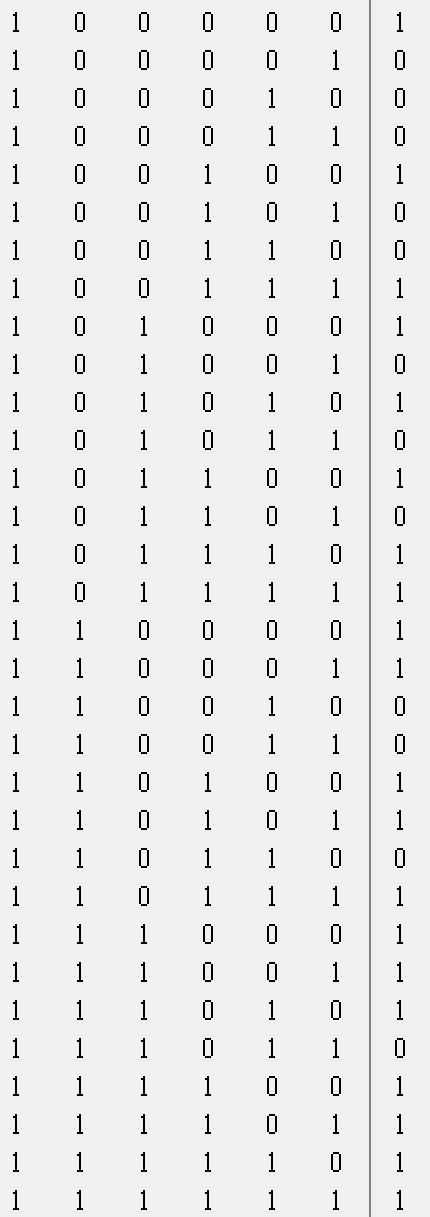 1 0 0 0 0 0 1
1 0 0 0 0 1 0
1 0 0 0 1 0 0
1 0 0 0 1 1 0
1 0 0 1 0 0 1
1 0 0 1 0 1 0
1 0 0 1 1 0 0
1 0 0 1 1 1 1
1 0 1 0 0 0 1
1 0 1 0 0 1 0
1 0 1 0 1 0 1
1 0 1 0 1 1 0
1 0 1 1 0 0 1
1 0 1 1 0 1 0
1 0 1 1 1 0 1
1 0 1 1 1 1 1
1 1 0 0 0 0 1
1 1 0 0 0 1 1
1 1 0 0 1 0 0
1 1 0 0 1 1 0
1 1 0 1 0 0 1
1 1 0 1 0 1 1
1 1 0 1 1 0 0
1 1 0 1 1 1 1
1 1 1 0 0 0 1
1 1 1 0 0 1 1
1 1 1 0 1 0 1
1 1 1 0 1 1 0
1 1 1 1 0 0 1
1 1 1 1 0 1 1
1 1 1 1 1 0 1
1 1 1 1 1 1 1